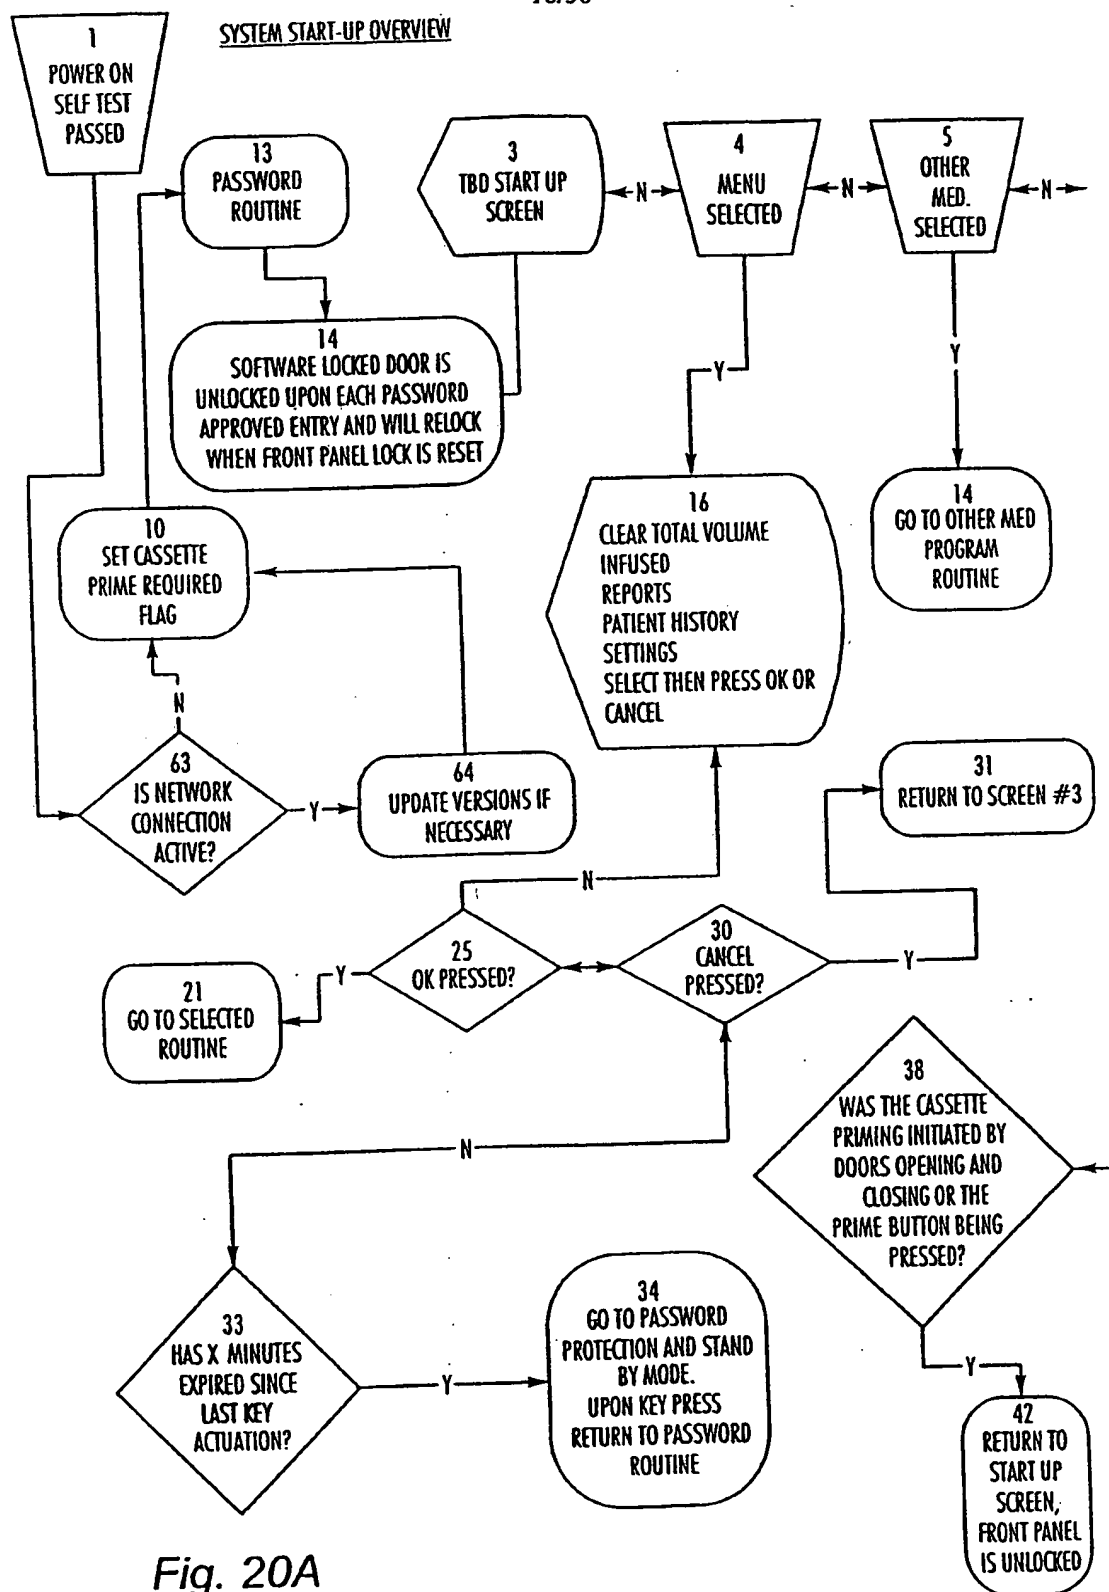 SYSTEM START-UP OVERVIEW
1
POWER ON
SELF TEST
PASSED
13
PASSWORD
ROUTINE
3
TBD START UP
SCREEN
N
4
MENU
SELECTED
N
5
OTHER
MED.
SELECTED
N
14
SOFTWARE LOCKED DOOR IS
UNLOCKED UPON EACH PASSWORD
APPROVED ENTRY AND WILL RELOCK
WHEN FRONT PANEL LOCK IS RESET
Y
Y
10
SET CASSETTE
PRIME REQUIRED
FLAG
16
CLEAR TOTAL VOLUME
INFUSED
REPORTS
PATIENT HISTORY
SETTINGS
SELECT THEN PRESS OK OR
CANCEL
14
GO TO OTHER MED
PROGRAM
ROUTINE
N
63
IS NETWORK
CONNECTION
ACTIVE?
Y
64
UPDATE VERSIONS IF
NECESSARY
31
RETURN TO SCREEN #3
N
25
OK PRESSED?
Y
30
CANCEL
PRESSED?
Y
21
GO TO SELECTED
ROUTINE
N
38
WAS THE CASSETTE
PRIMING INITIATED BY
DOORS OPENING AND
CLOSING OR THE
PRIME BUTTON BEING
PRESSED?
33
HAS X MINUTES
EXPIRED SINCE
LAST KEY
ACTUATION?
Y
34
GO TO PASSWORD
PROTECTION AND STAND
BY MODE.
UPON KEY PRESS
RETURN TO PASSWORD
ROUTINE
Y
42
RETURN TO
START UP
SCREEN,
FRONT PANEL
IS UNLOCKED
Fig. 20A